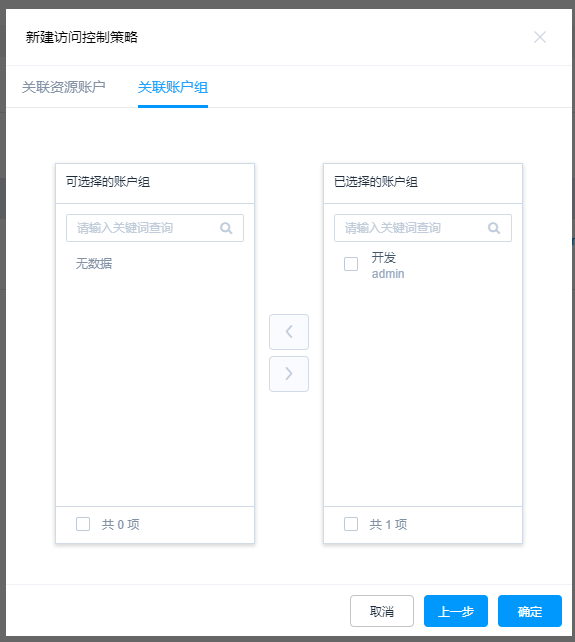 新建访问控制策略
关联资源账户 关联账户组
可选择的账户组
请输入关键词查询
无数据
共 0 项
已选择的账户组
请输入关键词查询
开发
admin
共 1 项
取消 上一步 确定